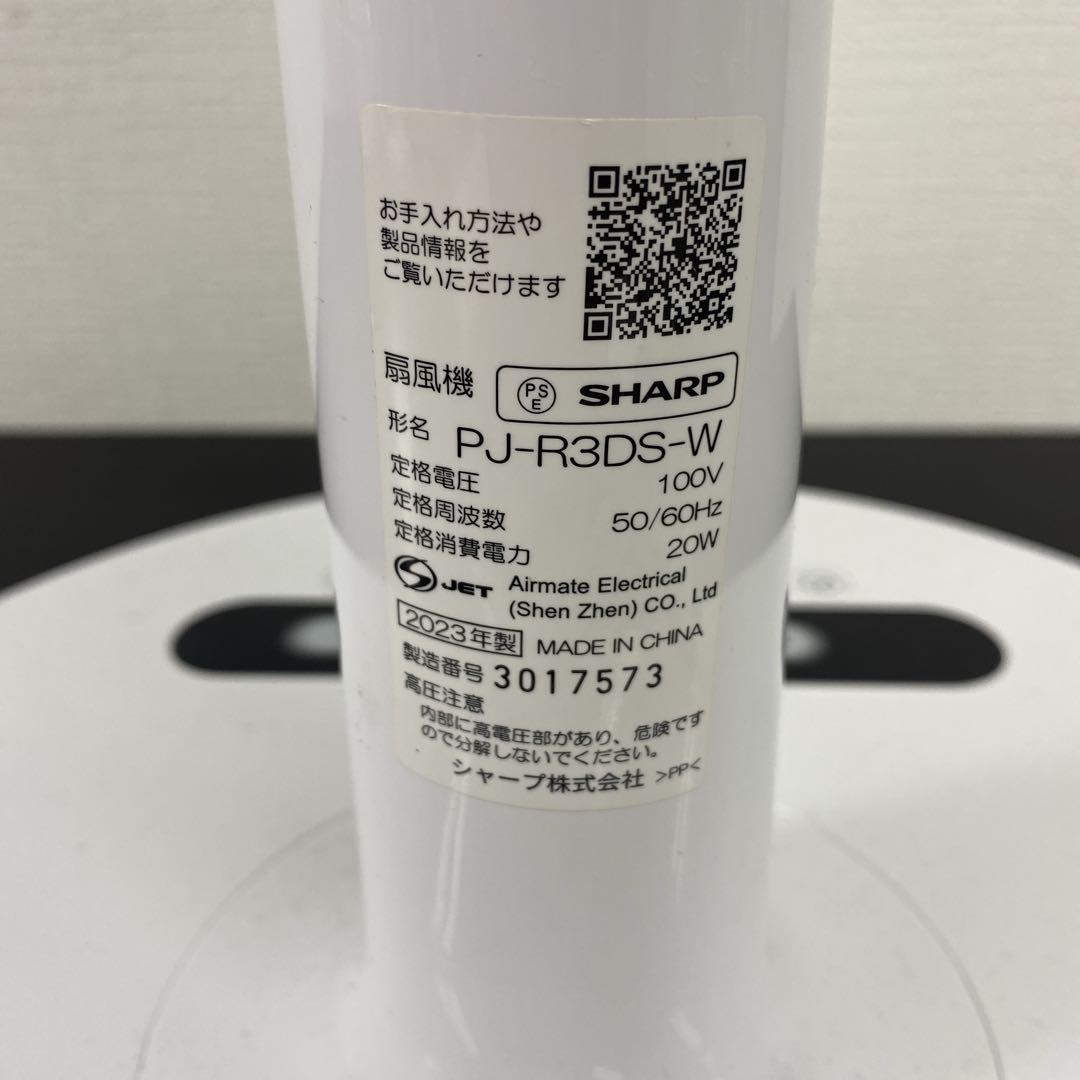 お手入れ方法や
製品情報を
ご覧いただけます
扇風機 PSE SHARP
形名 PJ-R3DS-W
定格電圧 100V
定格周波数 50/60Hz
定格消費電力 20W
S JET Airmate Electrical
(Shen Zhen) CO., Ltd
2023年製 MADE IN CHINA
製造番号 3017573
高圧注意
内部に高電圧部があり、危険です
ので分解しないでください。
シャープ株式会社 >PP<